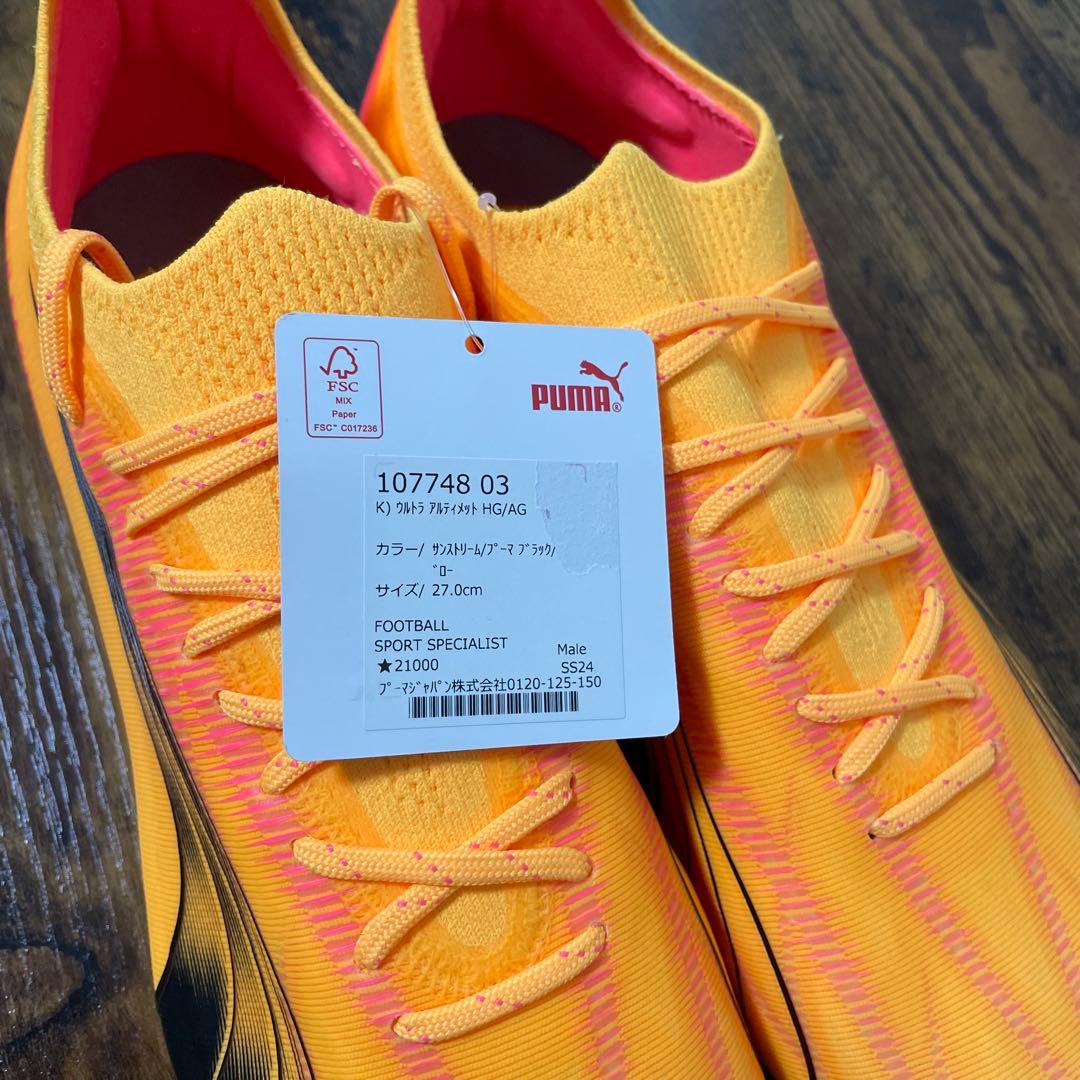 FSC
MIX
Paper
FSC™ C017236
PUMA®
107748 03
K) ｳﾙﾄﾗ ｱﾙﾃｨﾒｯﾄ HG/AG
カラー/ ｻﾝｽﾄﾘｰﾑ/ﾌﾟｰﾏ ﾌﾞﾗｯｸ/
ﾞﾛｰ
サイズ/ 27.0cm
FOOTBALL
SPORT SPECIALIST
Male
★21000
SS24
ﾌﾟｰﾏｼﾞｬﾊﾟﾝ株式会社0120-125-150